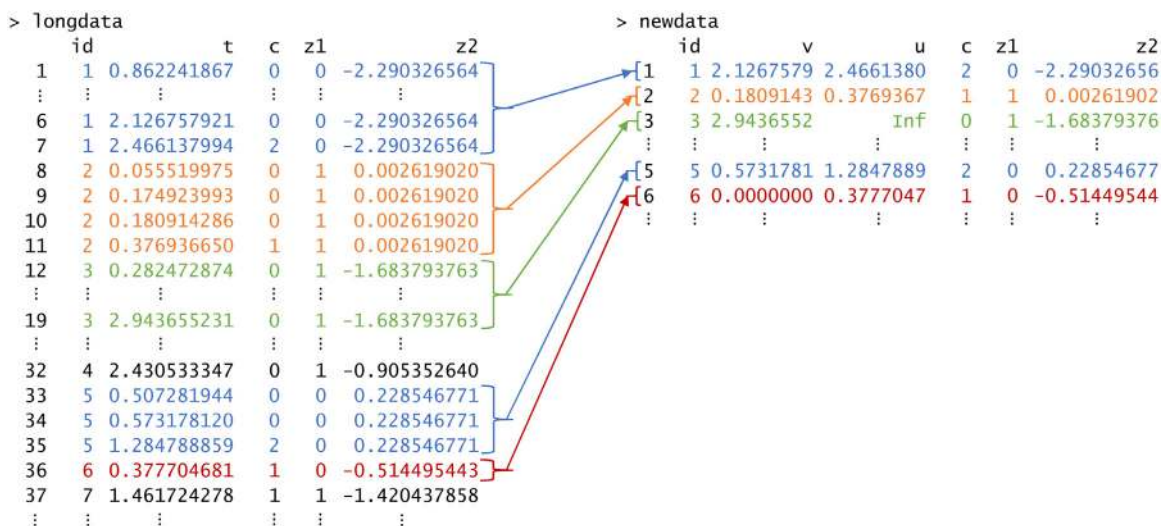 > longdata
id t c z1 z2
1 1 0.862241867 0 0 -2.290326564
⋮ ⋮ ⋮ ⋮ ⋮ ⋮
6 1 2.126757921 0 0 -2.290326564
7 1 2.466137994 2 0 -2.290326564
8 2 0.055519975 0 1 0.002619020
9 2 0.174923993 0 1 0.002619020
10 2 0.180914286 0 1 0.002619020
11 2 0.376936650 1 1 0.002619020
12 3 0.282472874 0 1 -1.683793763
⋮ ⋮ ⋮ ⋮ ⋮ ⋮
19 3 2.943655231 0 1 -1.683793763
⋮ ⋮ ⋮ ⋮ ⋮ ⋮
32 4 2.430533347 0 1 -0.905352640
33 5 0.507281944 0 0 0.228546771
34 5 0.573178120 0 0 0.228546771
35 5 1.284788859 2 0 0.228546771
36 6 0.377704681 1 0 -0.514495443
37 7 1.461724278 1 1 -1.420437858
⋮ ⋮ ⋮ ⋮ ⋮ ⋮
> newdata
id v u c z1 z2
1 1 2.1267579 2.4661380 2 0 -2.29032656
2 2 0.1809143 0.3769367 1 1 0.00261902
3 3 2.9436552 Inf 0 1 -1.68379376
⋮ ⋮ ⋮ ⋮ ⋮ ⋮ ⋮
5 5 0.5731781 1.2847889 2 0 0.22854677
6 6 0.0000000 0.3777047 1 0 -0.51449544
⋮ ⋮ ⋮ ⋮ ⋮ ⋮ ⋮